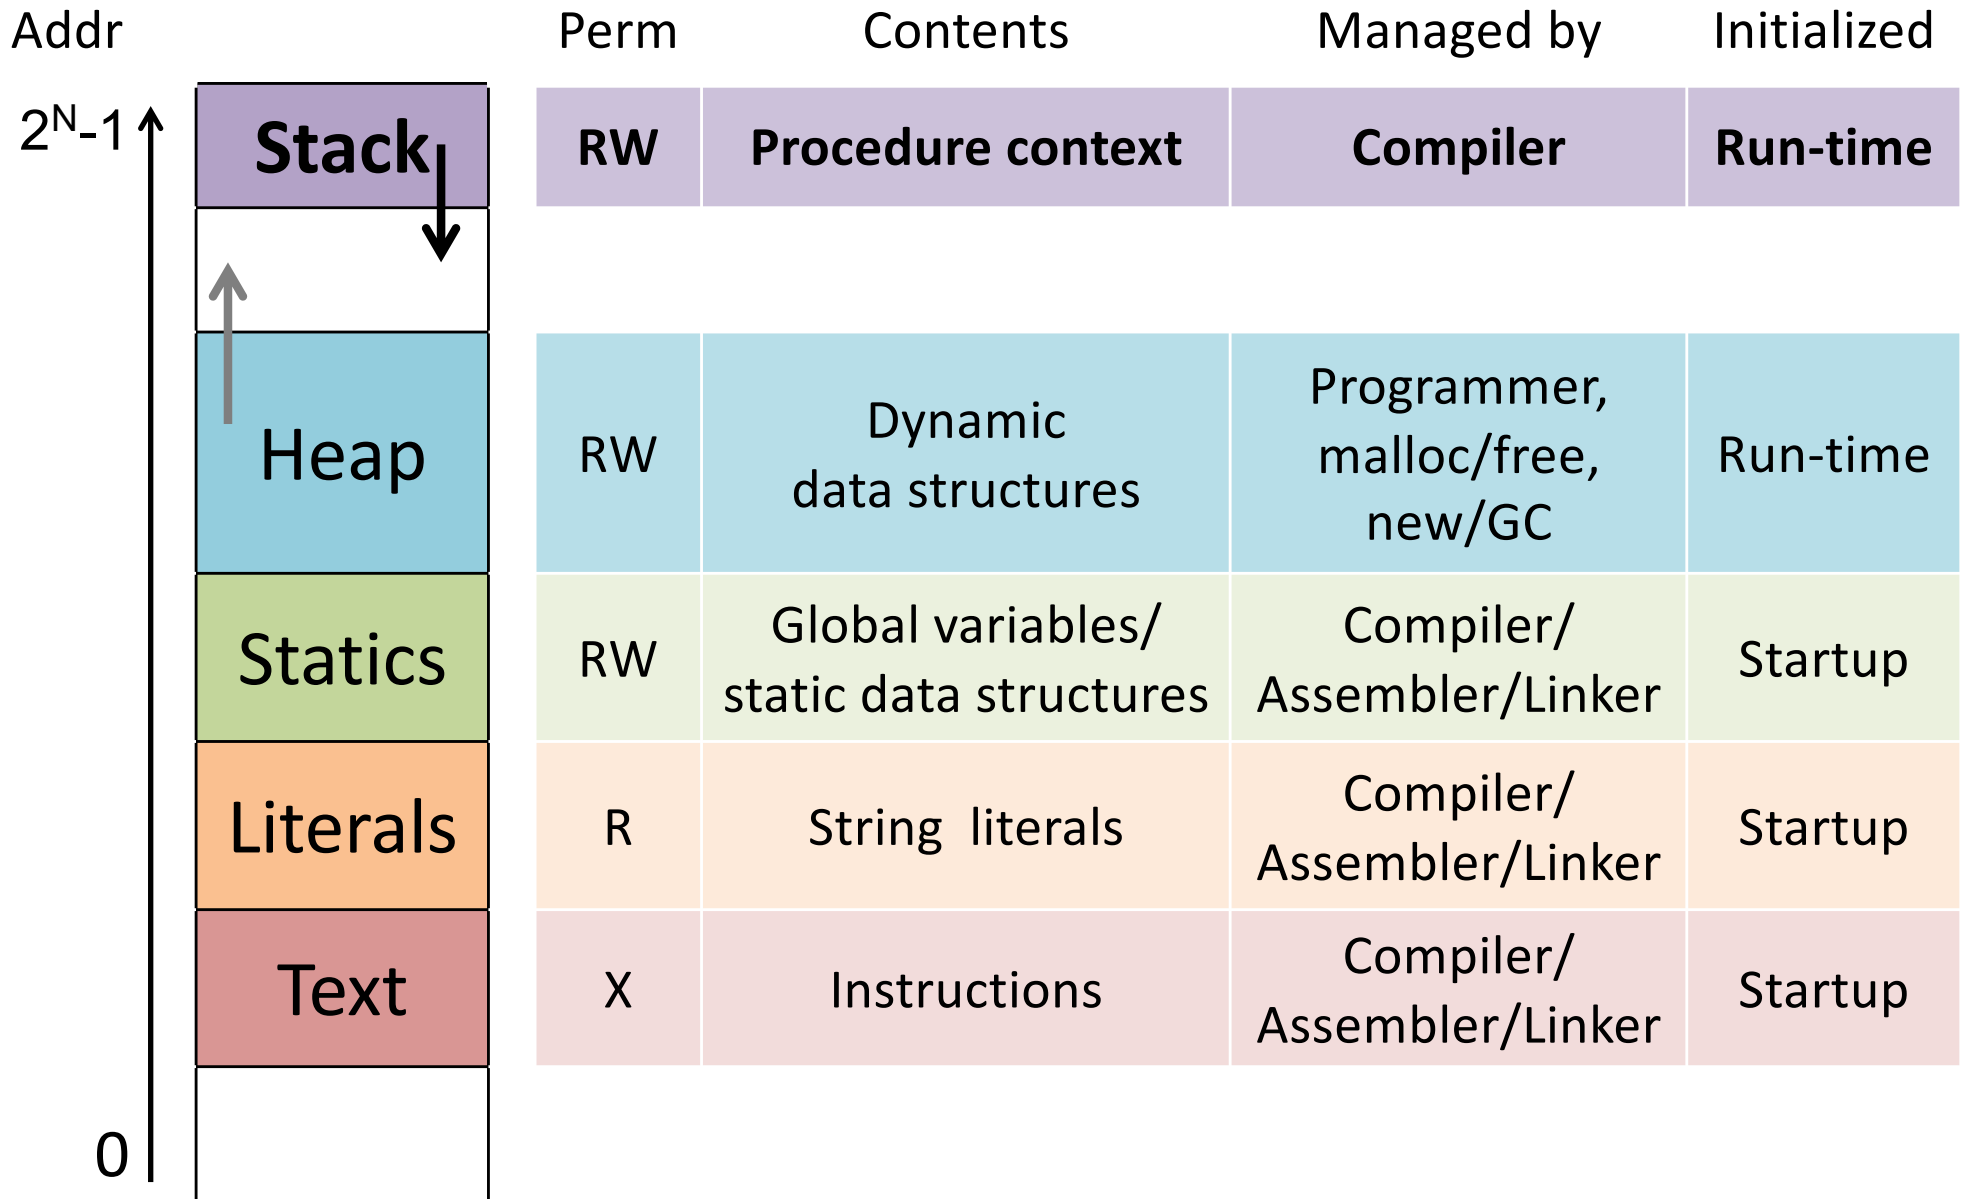 Addr Perm Contents Managed by Initialized
2^N-1 Stack RW Procedure context Compiler Run-time
Heap RW Dynamic data structures Programmer, malloc/free, new/GC Run-time
Statics RW Global variables/ static data structures Compiler/ Assembler/Linker Startup
Literals R String literals Compiler/ Assembler/Linker Startup
Text X Instructions Compiler/ Assembler/Linker Startup
0